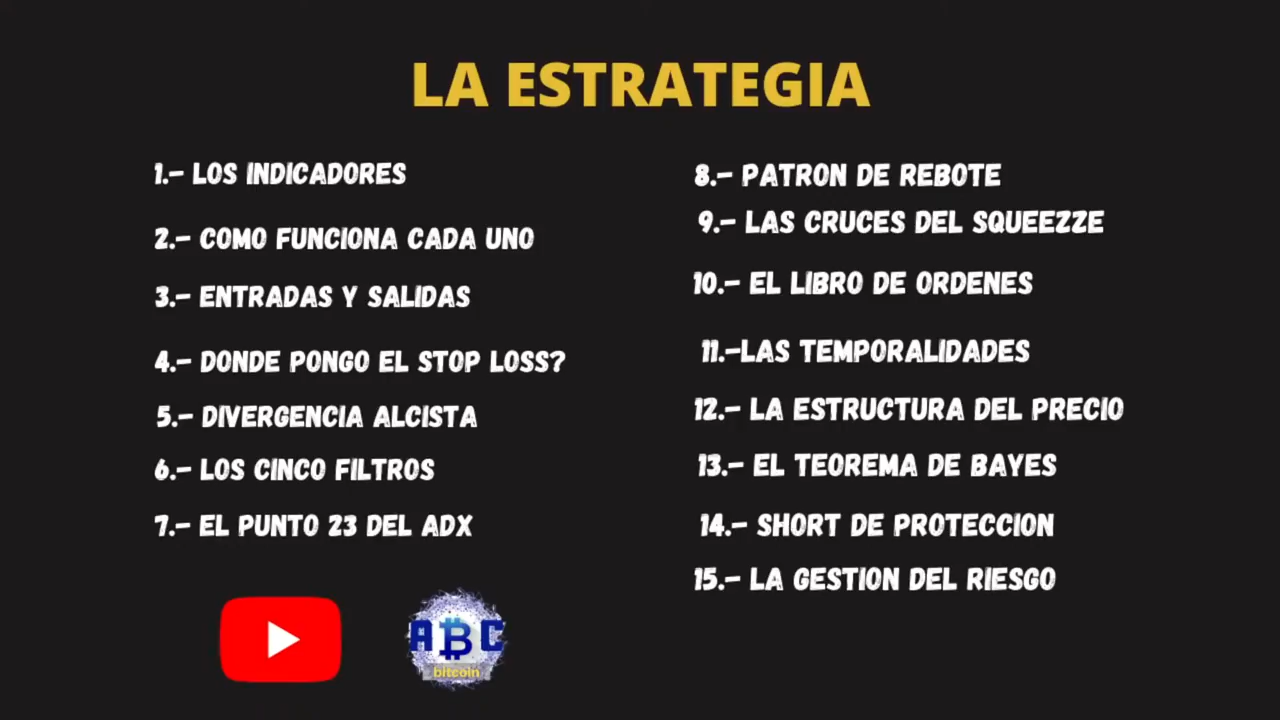 LA ESTRATEGIA
1.- LOS INDICADORES
2.- COMO FUNCIONA CADA UNO
3.- ENTRADAS Y SALIDAS
4.- DONDE PONGO EL STOP LOSS?
5.- DIVERGENCIA ALCISTA
6.- LOS CINCO FILTROS
7.- EL PUNTO 23 DEL ADX
8.- PATRON DE REBOTE
9.- LAS CRUCES DEL SQUEEZZE
10.- EL LIBRO DE ORDENES
11.-LAS TEMPORALIDADES
12.- LA ESTRUCTURA DEL PRECIO
13.- EL TEOREMA DE BAYES
14.- SHORT DE PROTECCION
15.- LA GESTION DEL RIESGO
ABC
bitcoin